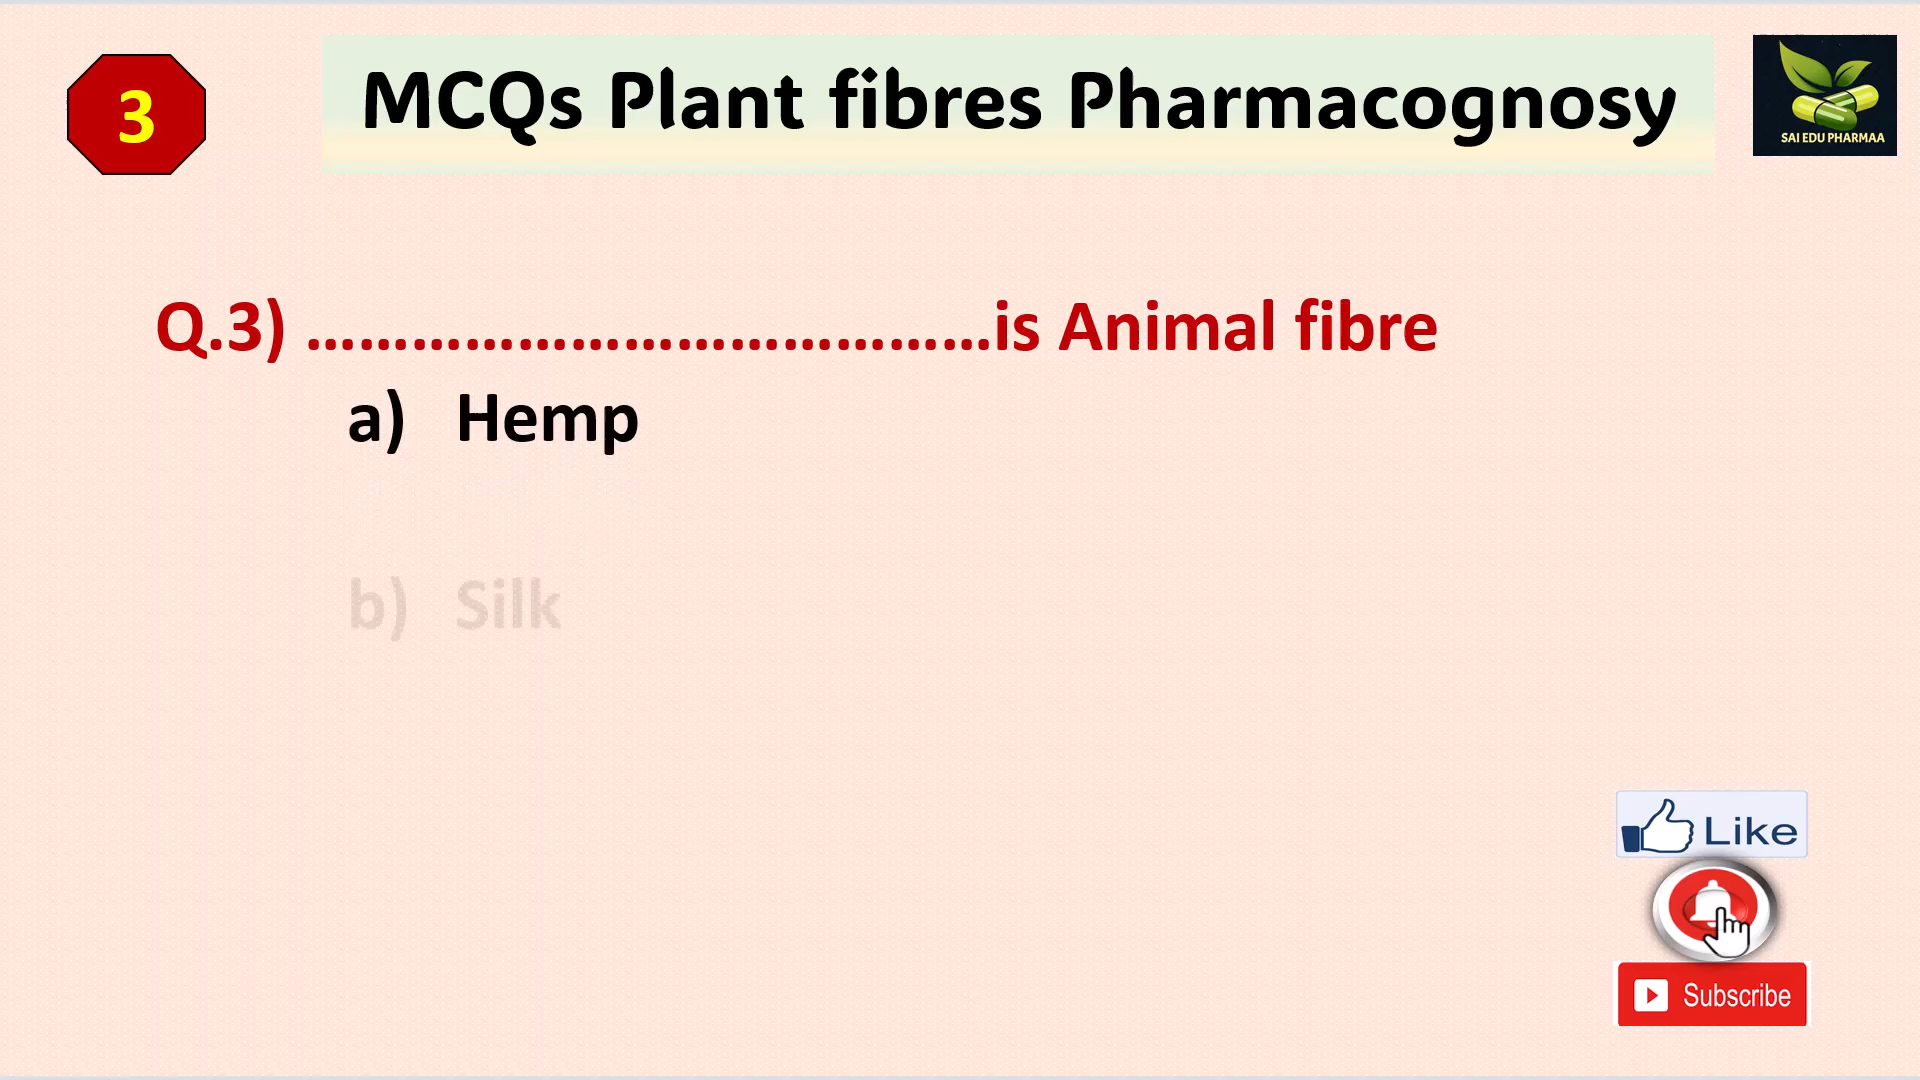 3
MCQs Plant fibres Pharmacognosy
SAI EDU PHARMAA
Q.3) .......................................is Animal fibre
a) Hemp
b) Silk
Like
Subscribe